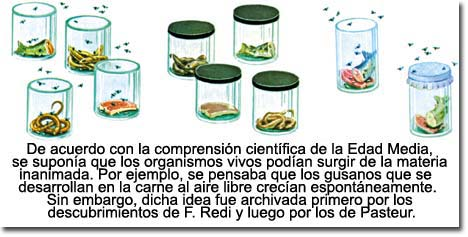 De acuerdo con la comprensión científica de la Edad Media,
se suponía que los organismos vivos podían surgir de la materia
inanimada. Por ejemplo, se pensaba que los gusanos que se
desarrollan en la carne al aire libre crecían espontáneamente.
Sin embargo, dicha idea fue archivada primero por los
descubrimientos de F. Redi y luego por los de Pasteur.